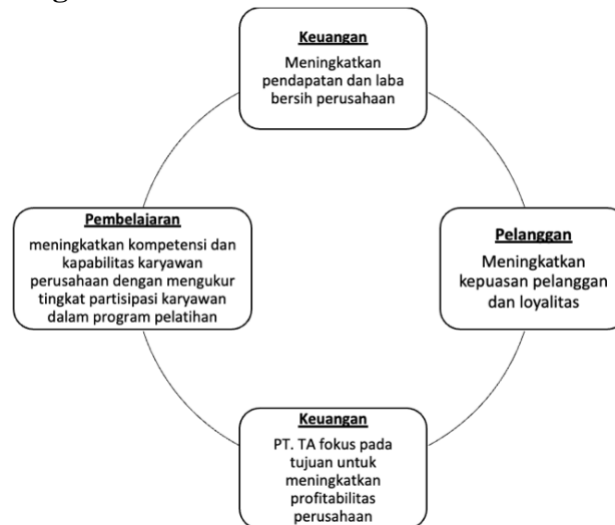 Keuangan
Meningkatkan
pendapatan dan laba
bersih perusahaan
Pembelajaran
meningkatkan kompetensi dan
kapabilitas karyawan
perusahaan dengan mengukur
tingkat partisipasi karyawan
dalam program pelatihan
Pelanggan
Meningkatkan
kepuasan pelanggan
dan loyalitas
Keuangan
PT. TA fokus pada
tujuan untuk
meningkatkan
profitabilitas
perusahaan